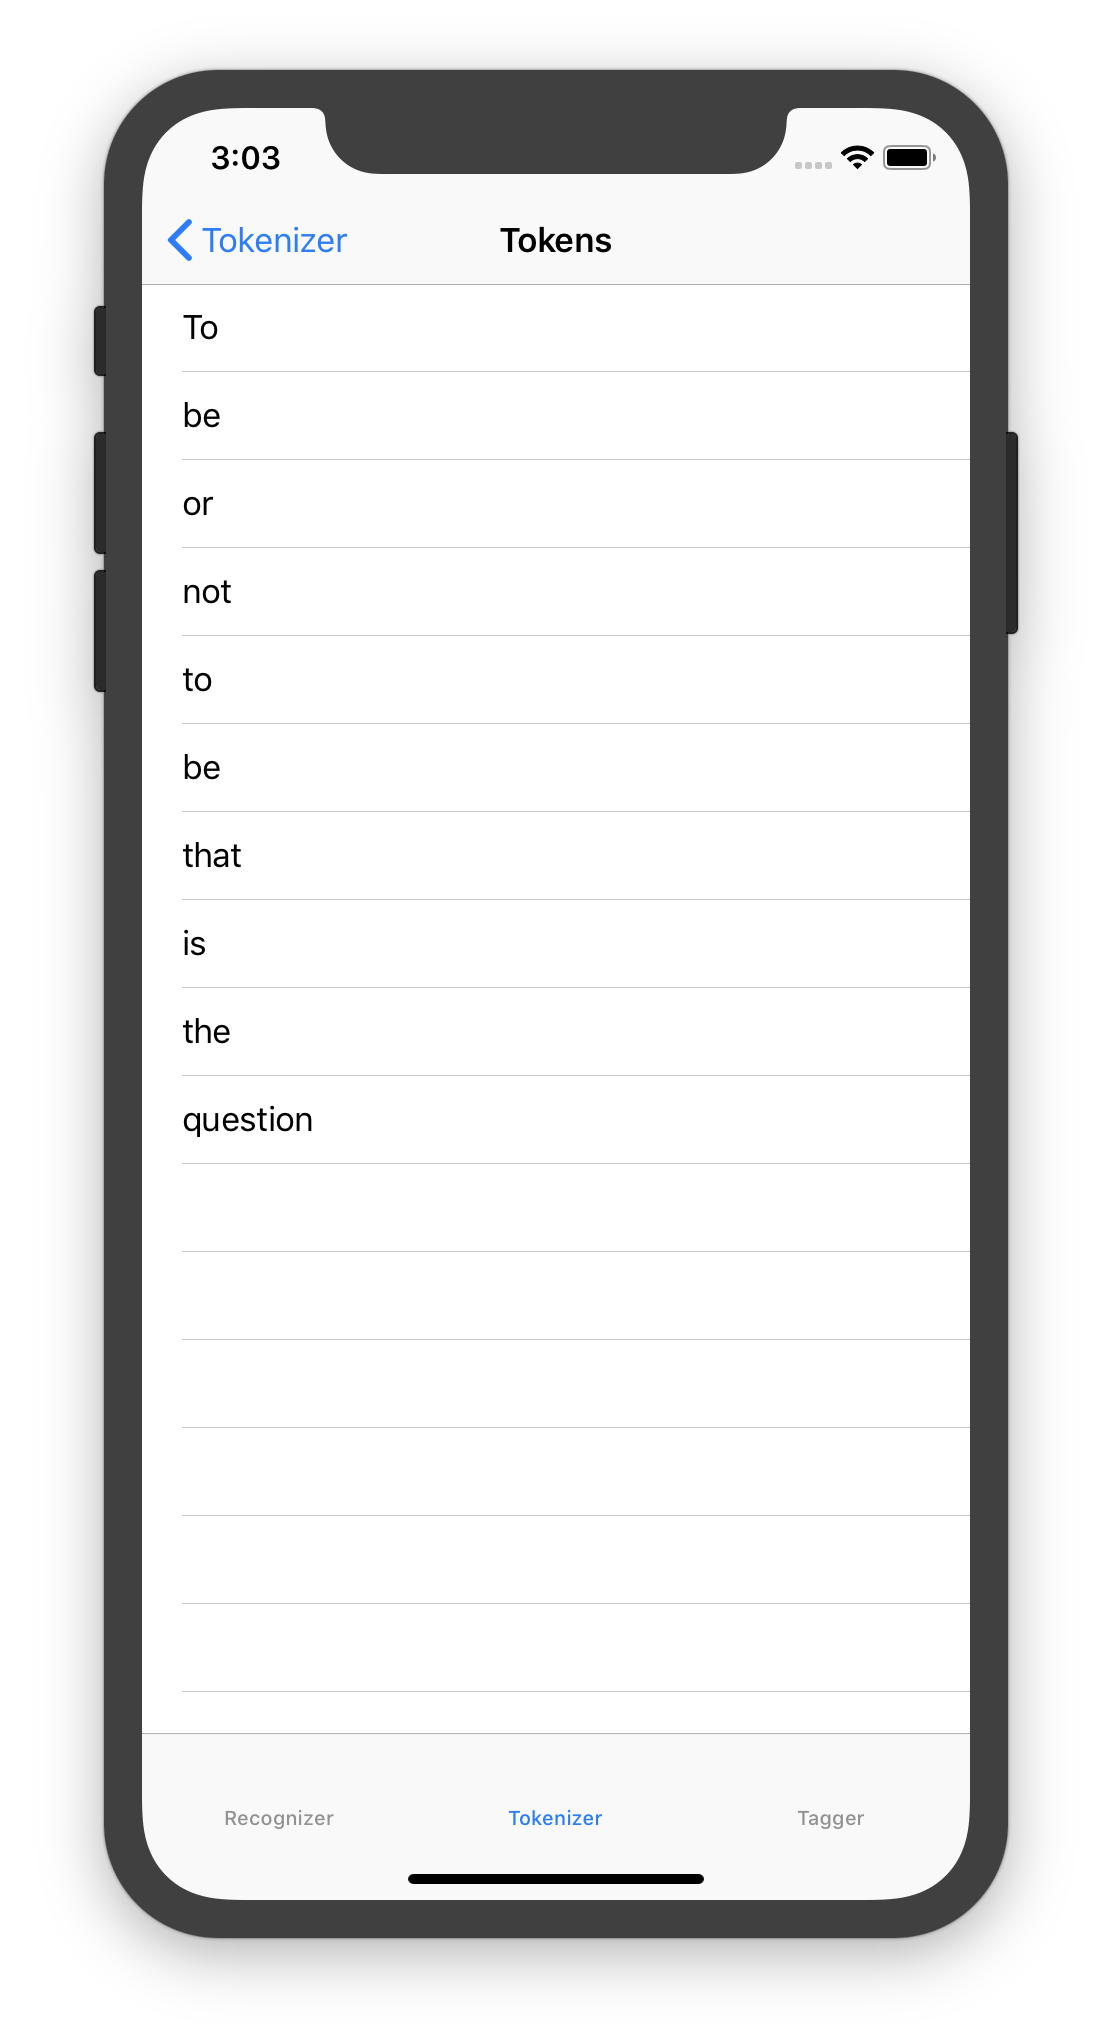 3:03
Tokenizer
Tokens
To
be
or
not
to
be
that
is
the
question
Recognizer
Tokenizer
Tagger